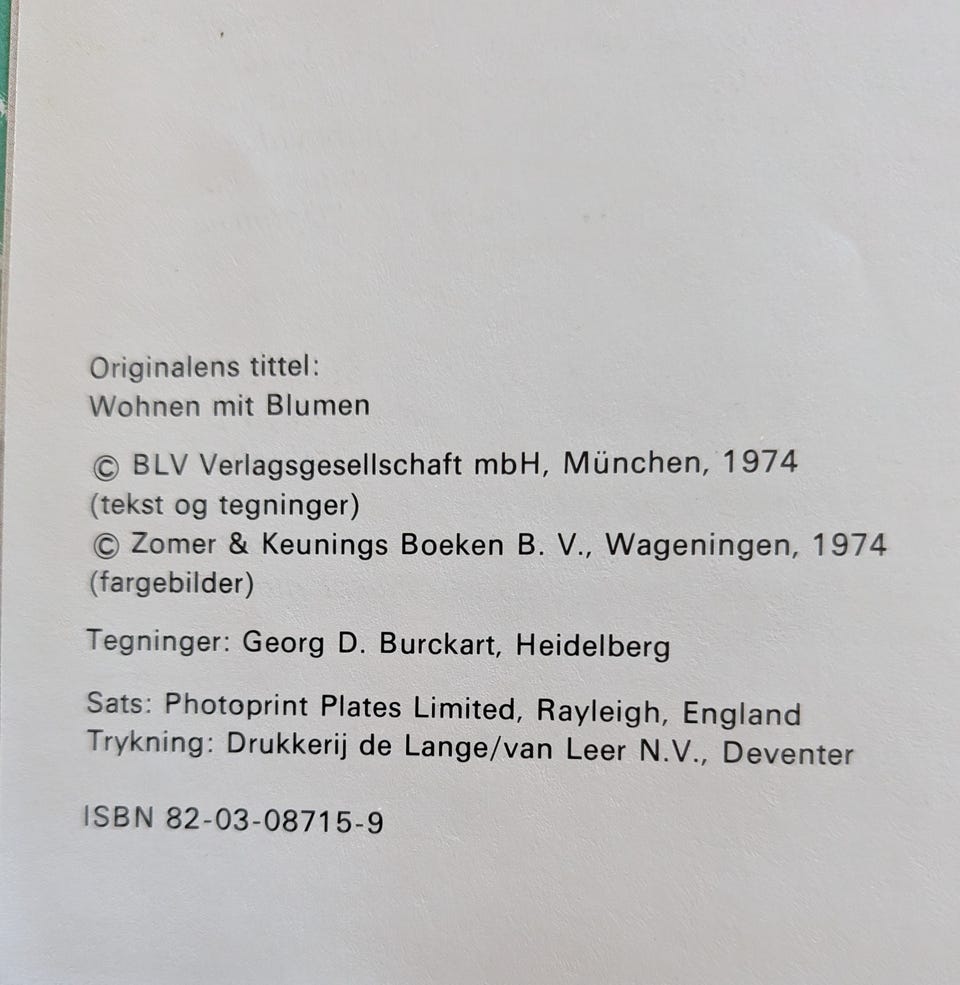 Originalens tittel:
Wohnen mit Blumen
© BLV Verlagsgesellschaft mbH, München, 1974
(tekst og tegninger)
© Zomer & Keunings Boeken B. V., Wageningen, 1974
(fargebilder)
Tegninger: Georg D. Burckart, Heidelberg
Sats: Photoprint Plates Limited, Rayleigh, England
Trykning: Drukkerij de Lange/van Leer N.V., Deventer
ISBN 82-03-08715-9